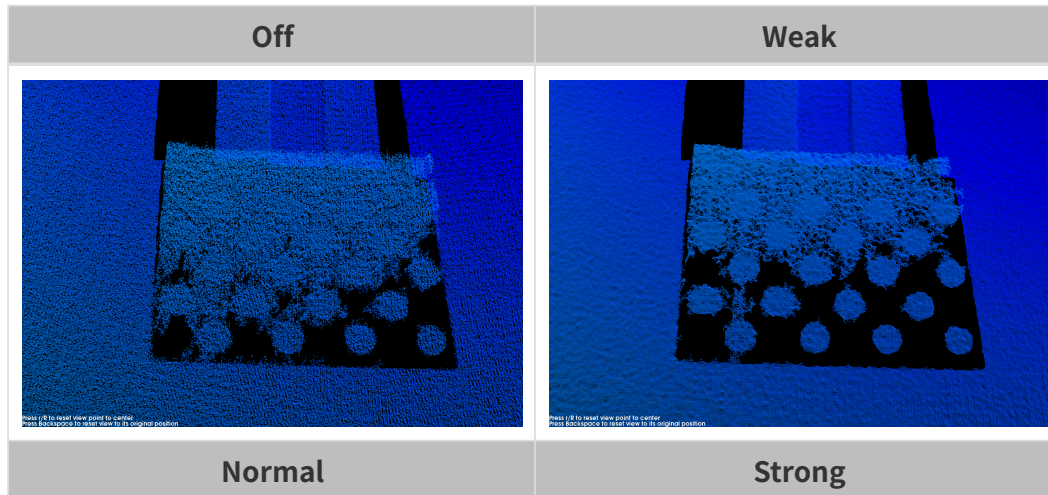 Off
Weak
Press r/R to reset view point to center
Press Backspace to reset view to its original position
Press r/R to reset view point to center
Press Backspace to reset view to its original position
Normal
Strong